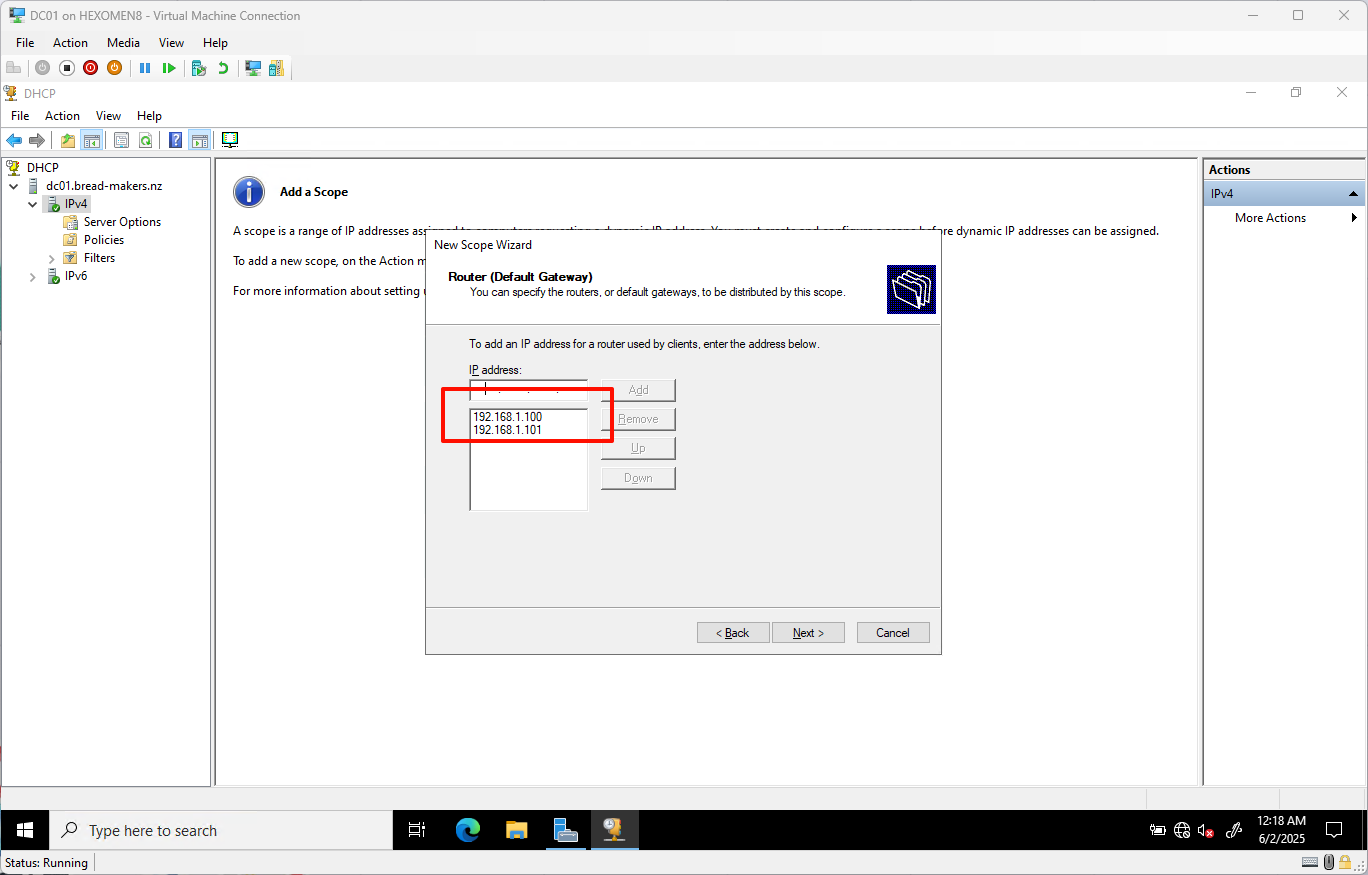 DC01 on HEXOMEN8 - Virtual Machine Connection
File Action Media View Help
DHCP
File Action View Help
DHCP
dc01.bread-makers.nz
IPv4
Server Options
Policies
Filters
IPv6
Add a Scope
A scope is a range of IP addresses
before dynamic IP addresses can be assigned.
To add a new scope, on the Action
For more information about setting
New Scope Wizard
Router (Default Gateway)
You can specify the routers, or default gateways, to be distributed by this scope.
To add an IP address for a router used by clients, enter the address below.
IP address:
. . .
Add
192.168.1.100
192.168.1.101
Remove
Up
Down
< Back
Next >
Cancel
Actions
IPv4
More Actions
Type here to search
12:18 AM
6/2/2025
Status: Running